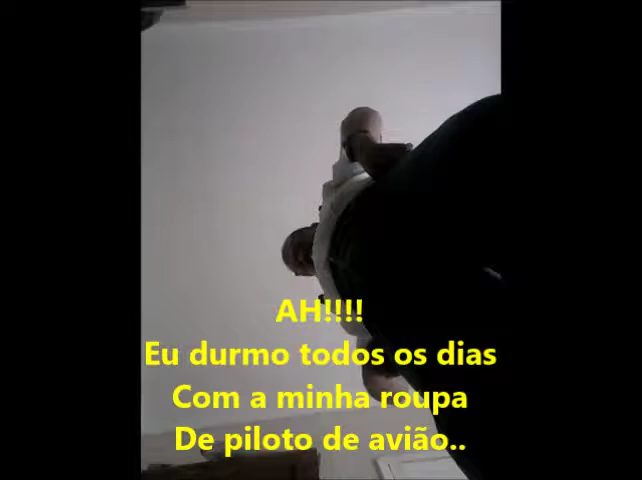 AH!!!!
Eu durmo todos os dias
Com a minha roupa
De piloto de avião..